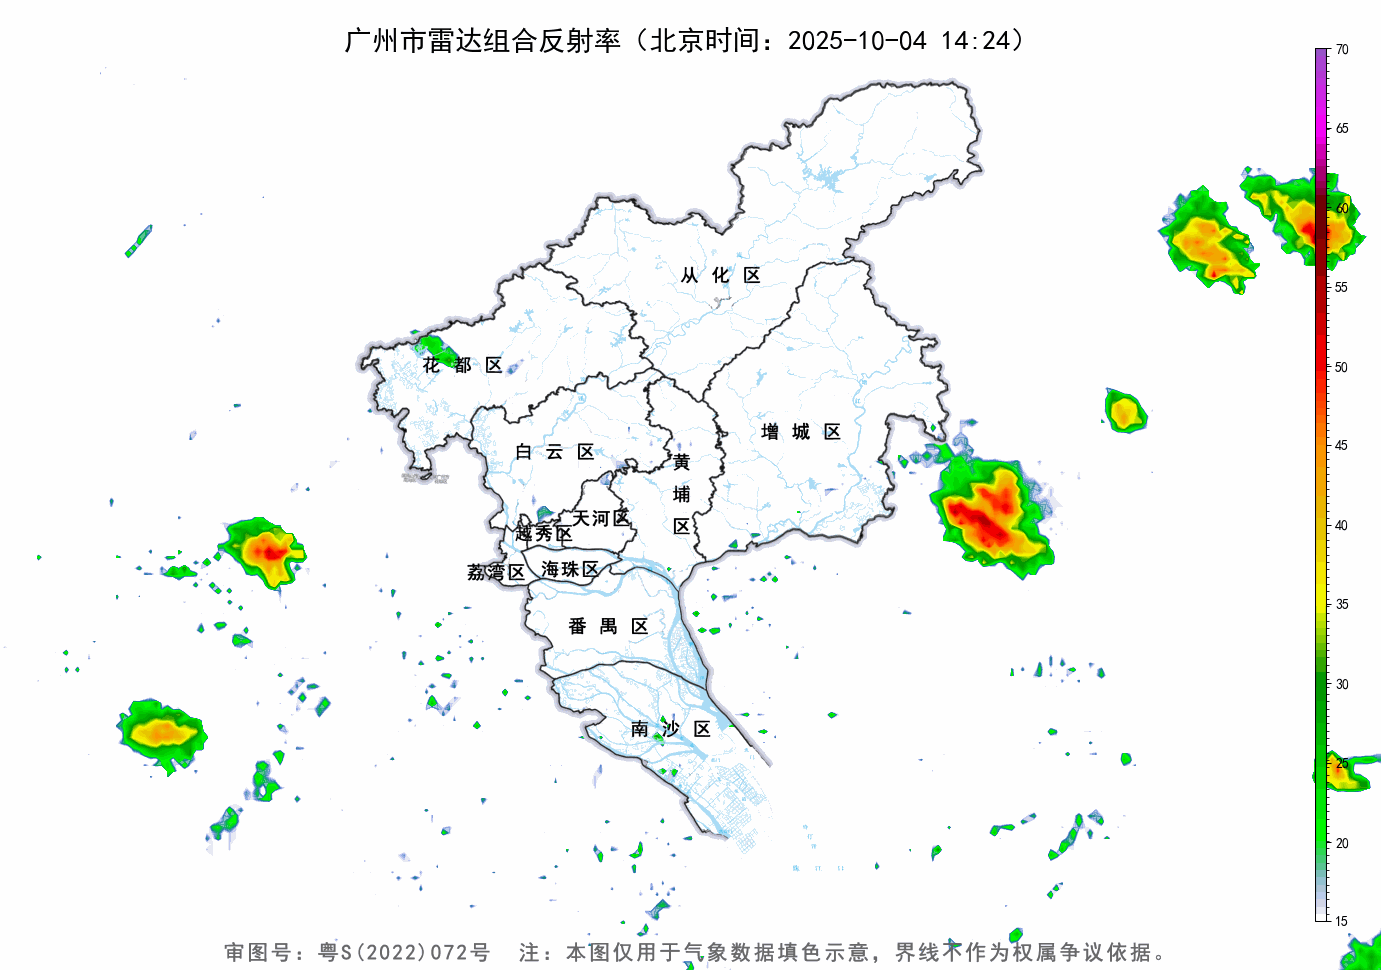 广州市雷达组合反射率（北京时间：2025-10-04 14:24）
70
65
60
55
50
45
40
35
30
25
20
15
从化区
花都区
增城区
白云区
黄埔区
天河区
越秀区
荔湾区
海珠区
番禺区
南沙区
审图号：粤S(2022)072号 注：本图仅用于气象数据填色示意，界线不作为权属争议依据。